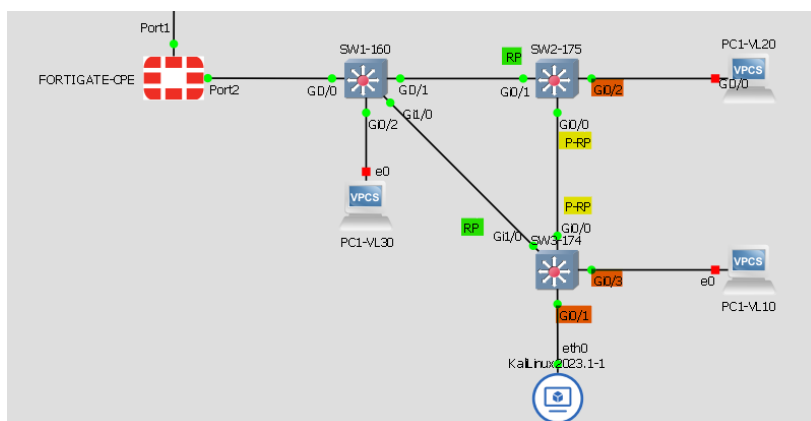 Port1
SW1-160
RP
SW2-175
PC1-VL20
FORTIGATE-CPE
Port2
Gi0/0
Gi0/1
Gi0/1
Gi0/2
VPCS
Gi0/0
Gi1/0
Gi0/2
Gi0/0
P-RP
e0
VPCS
PC1-VL30
P-RP
RP
Gi0/0
Gi1/0
SW3-174
VPCS
Gi0/3
e0
PC1-VL10
Gi0/1
eth0
KaliLinux2023.1-1